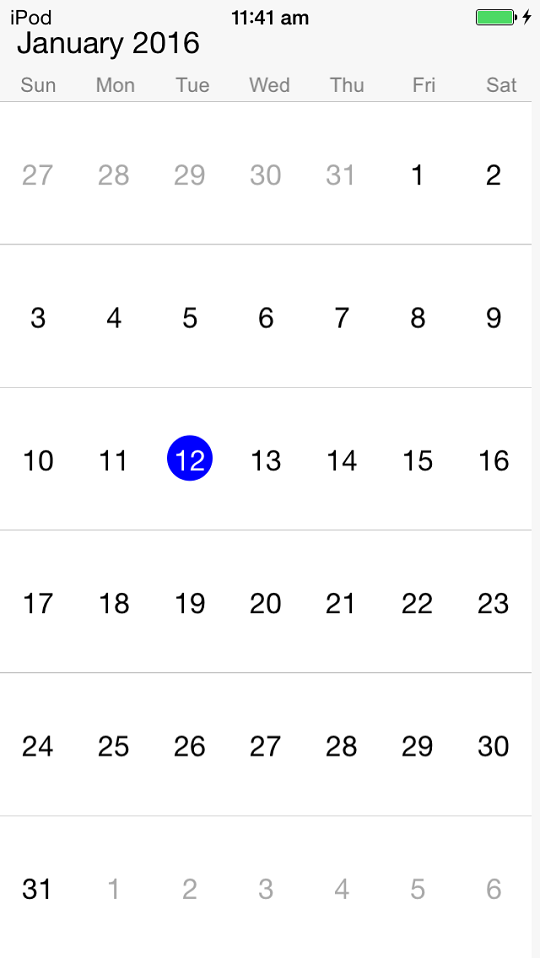 iPod 11:41 am
January 2016
Sun Mon Tue Wed Thu Fri Sat
27 28 29 30 31 1 2
3 4 5 6 7 8 9
10 11 12 13 14 15 16
17 18 19 20 21 22 23
24 25 26 27 28 29 30
31 1 2 3 4 5 6